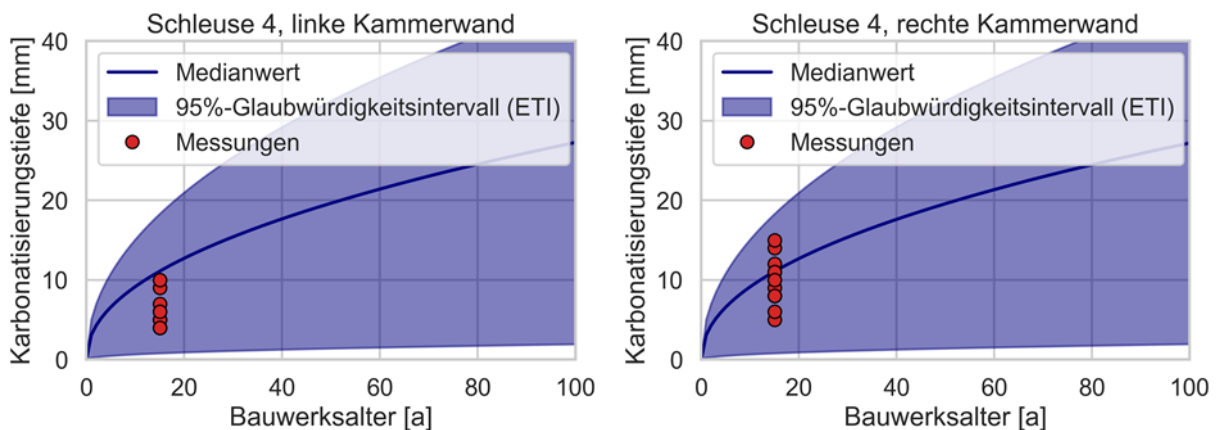 Schleuse 4, linke Kammerwand
Karbonatisierungstiefe [mm]
40
30
20
10
0
Medianwert
95%-Glaubwürdigkeitsintervall (ETI)
Messungen
0 20 40 60 80 100
Bauwerksalter [a]
Schleuse 4, rechte Kammerwand
Karbonatisierungstiefe [mm]
40
30
20
10
0
Medianwert
95%-Glaubwürdigkeitsintervall (ETI)
Messungen
0 20 40 60 80 100
Bauwerksalter [a]